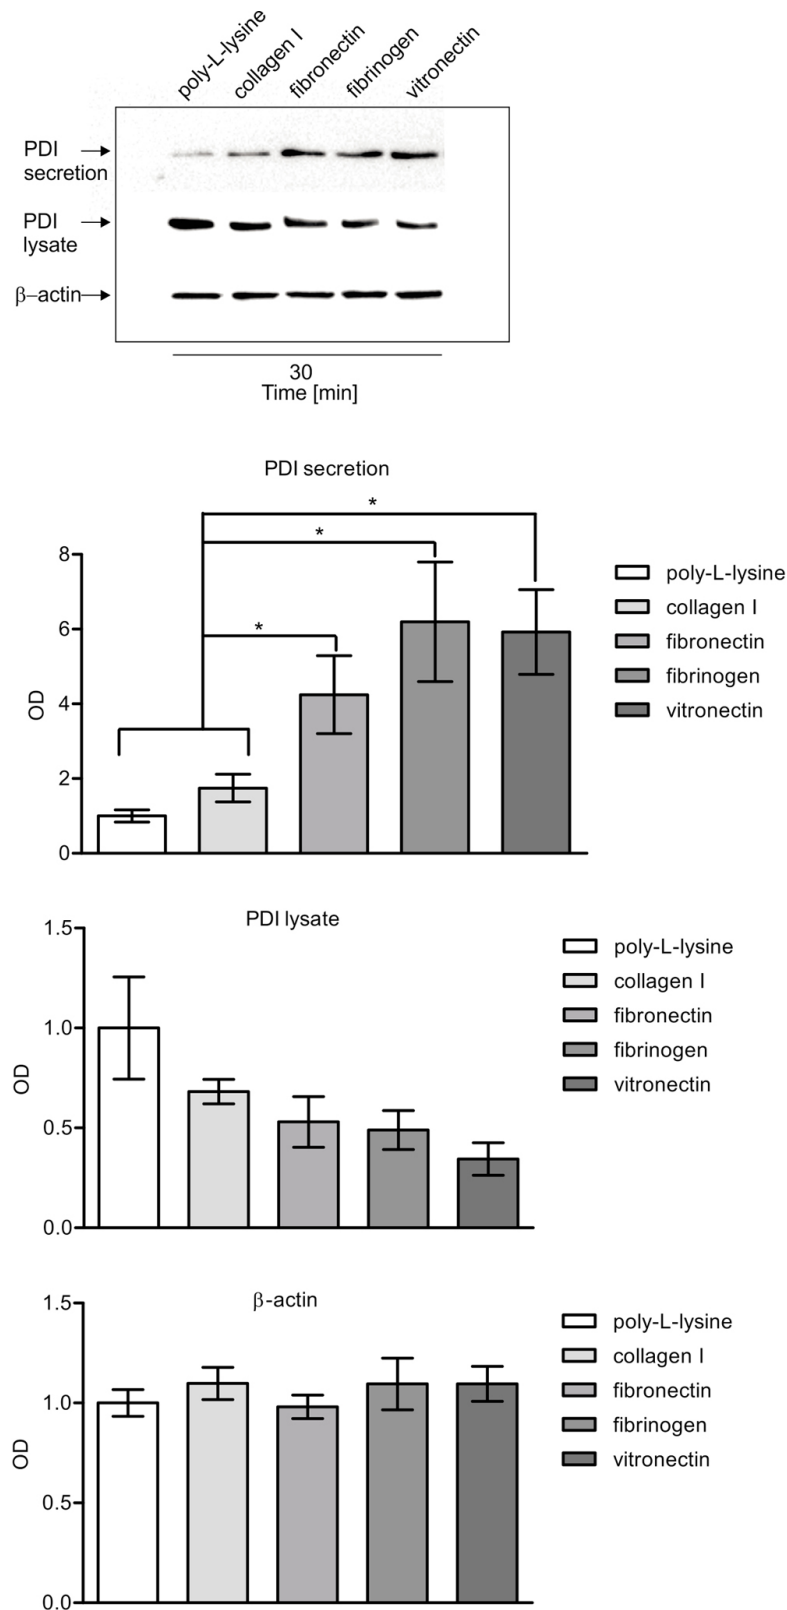 poly-L-lysine
collagen I
fibronectin
fibrinogen
vitronectin
PDI
secretion
PDI
lysate
β–actin
30
Time [min]
PDI secretion
*
*
*
8
6
4
2
0
OD
poly-L-lysine
collagen I
fibronectin
fibrinogen
vitronectin
PDI lysate
1.5
1.0
0.5
0.0
OD
poly-L-lysine
collagen I
fibronectin
fibrinogen
vitronectin
β-actin
1.5
1.0
0.5
0.0
OD
poly-L-lysine
collagen I
fibronectin
fibrinogen
vitronectin